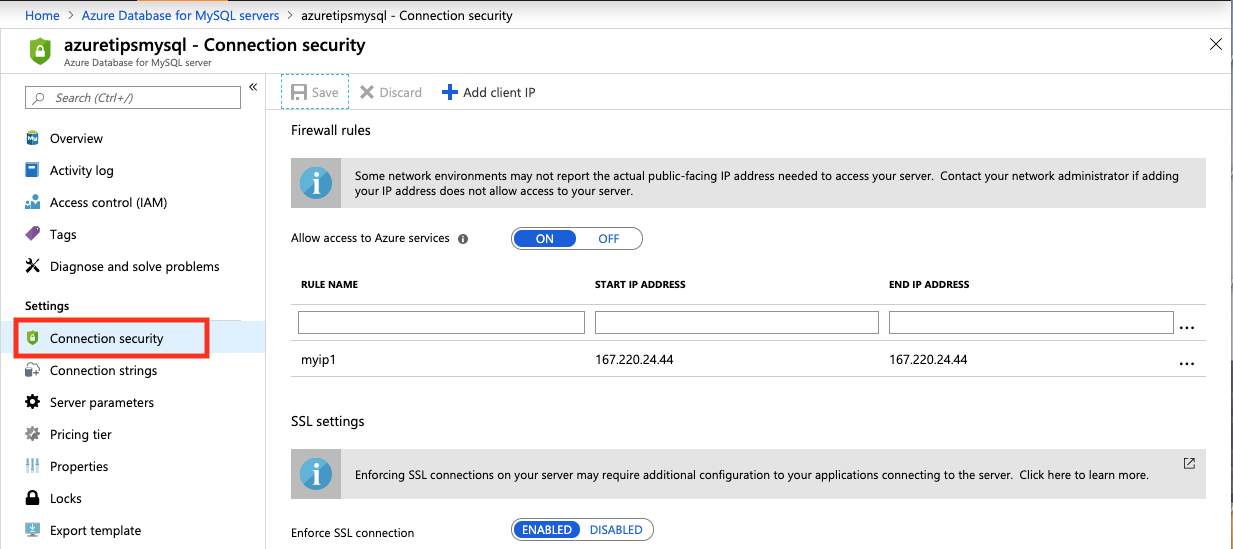 Home > Azure Database for MySQL servers > azuretipsmysql - Connection security
azuretipsmysql - Connection security
Azure Database for MySQL server
Search (Ctrl+/)
«
Overview
Activity log
Access control (IAM)
Tags
Diagnose and solve problems
Settings
Connection security
Connection strings
Server parameters
Pricing tier
Properties
Locks
Export template
Save Discard Add client IP
Firewall rules
Some network environments may not report the actual public-facing IP address needed to access your server. Contact your network administrator if adding
your IP address does not allow access to your server.
Allow access to Azure services ON OFF
RULE NAME START IP ADDRESS END IP ADDRESS
...
myip1 167.220.24.44 167.220.24.44 ...
SSL settings
Enforcing SSL connections on your server may require additional configuration to your applications connecting to the server. Click here to learn more.
Enforce SSL connection ENABLED DISABLED